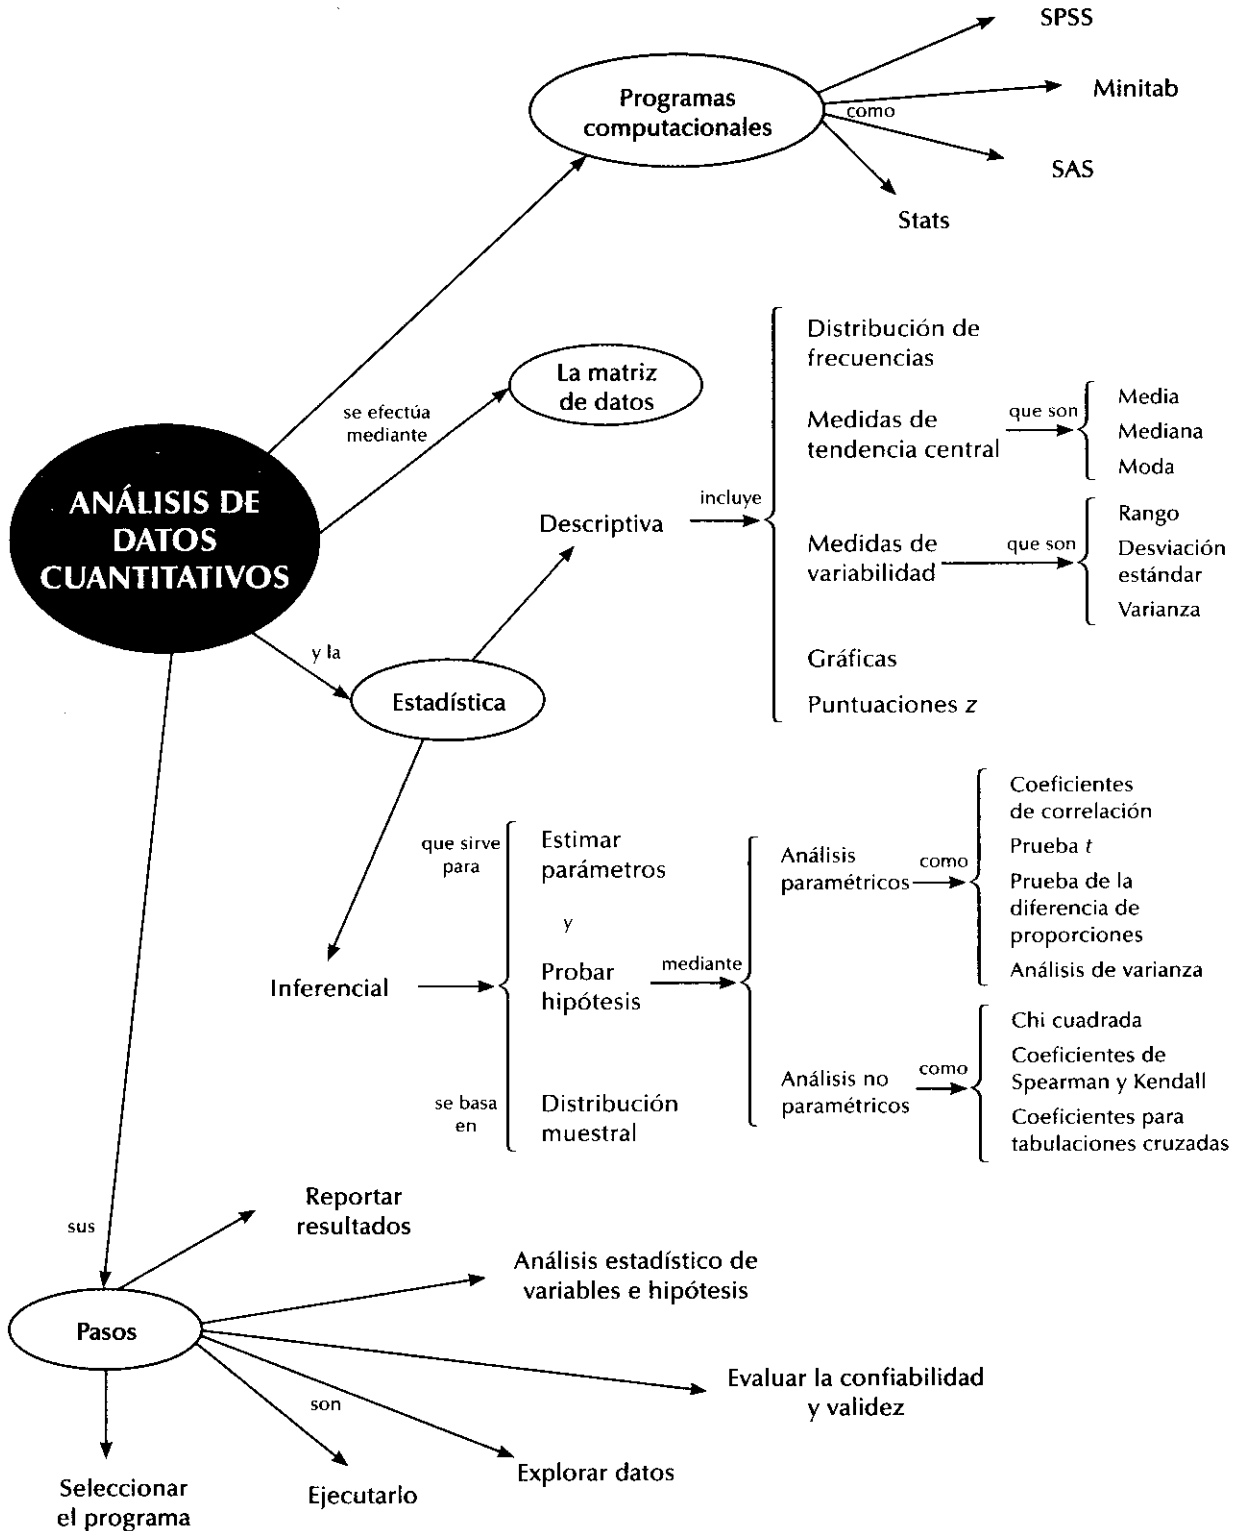 SPSS
Programas
computacionales
como
Minitab
SAS
Stats
La matriz
de datos
se efectúa
mediante
ANÁLISIS DE
DATOS
CUANTITATIVOS
Descriptiva
incluye
Distribución de
frecuencias
Medidas de
tendencia central
que son
Media
Mediana
Moda
Medidas de
variabilidad
que son
Rango
Desviación
estándar
Varianza
Gráficas
Puntuaciones z
y la
Estadística
Inferencial
que sirve
para
Estimar
parámetros
y
Probar
hipótesis
mediante
se basa
en
Distribución
muestral
Análisis
paramétricos
como
Coeficientes
de correlación
Prueba t
Prueba de la
diferencia de
proporciones
Análisis de varianza
Análisis no
paramétricos
como
Chi cuadrada
Coeficientes de
Spearman y Kendall
Coeficientes para
tabulaciones cruzadas
sus
Pasos
Reportar
resultados
Análisis estadístico de
variables e hipótesis
Evaluar la confiabilidad
y validez
son
Explorar datos
Ejecutarlo
Seleccionar
el programa